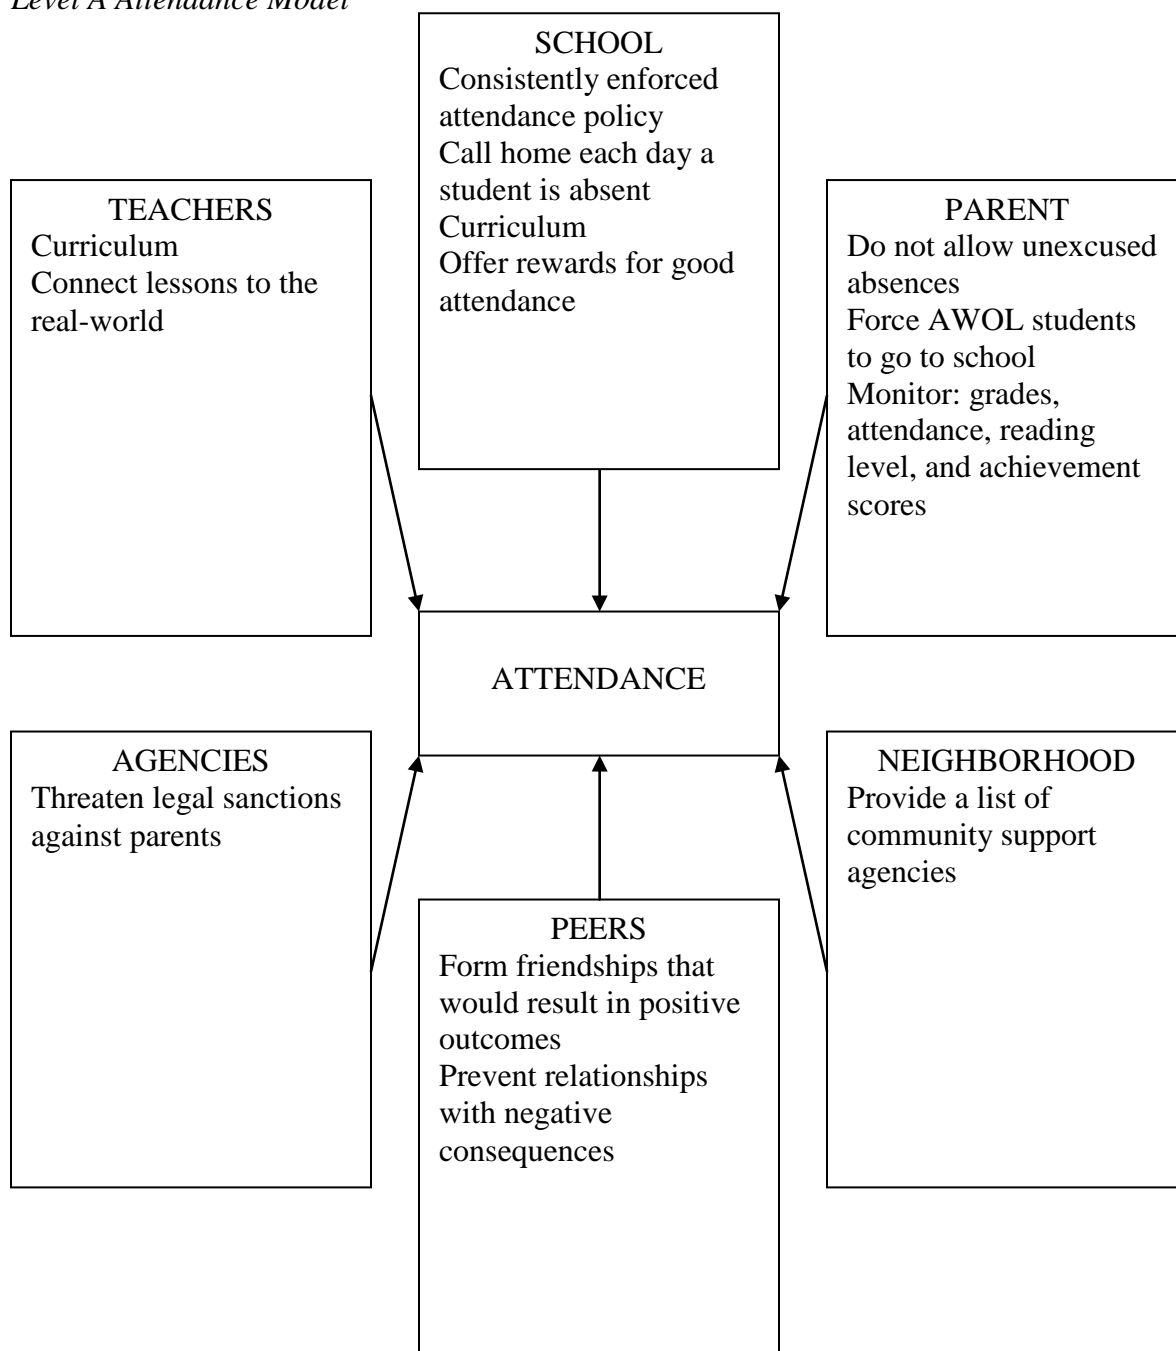 Level A Attendance Model
SCHOOL
Consistently enforced
attendance policy
Call home each day a
student is absent
Curriculum
Offer rewards for good
attendance
TEACHERS
Curriculum
Connect lessons to the
real-world
PARENT
Do not allow unexcused
absences
Force AWOL students
to go to school
Monitor: grades,
attendance, reading
level, and achievement
scores
ATTENDANCE
AGENCIES
Threaten legal sanctions
against parents
PEERS
Form friendships that
would result in positive
outcomes
Prevent relationships
with negative
consequences
NEIGHBORHOOD
Provide a list of
community support
agencies